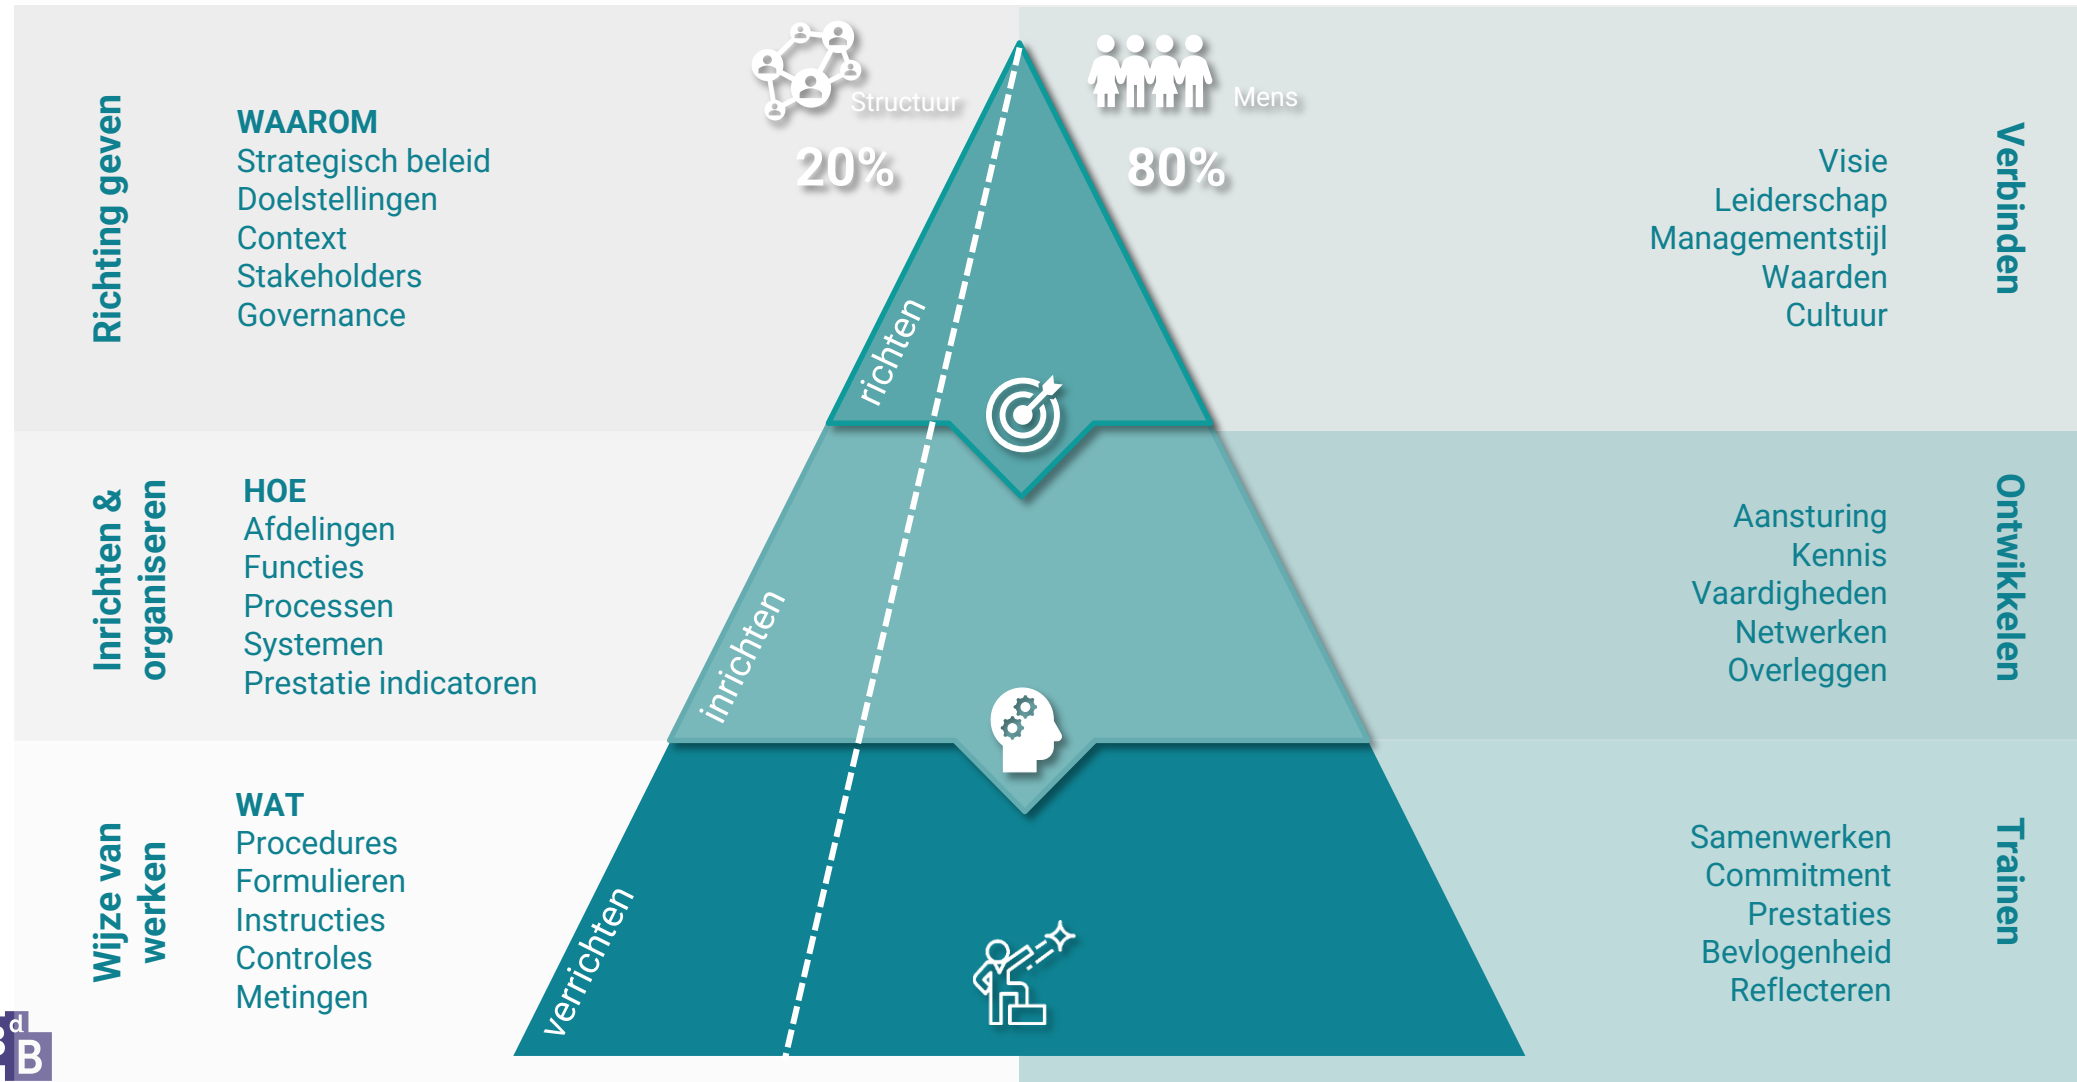 Structuur
20%
Mens
80%
Richting geven
WAAROM
Strategisch beleid
Doelstellingen
Context
Stakeholders
Governance
richten
Visie
Leiderschap
Managementstijl
Waarden
Cultuur
Verbinden
Inrichten &
organiseren
HOE
Afdelingen
Functies
Processen
Systemen
Prestatie indicatoren
inrichten
Aansturing
Kennis
Vaardigheden
Netwerken
Overleggen
Ontwikkelen
Wijze van
werken
WAT
Procedures
Formulieren
Instructies
Controles
Metingen
verrichten
Samenwerken
Commitment
Prestaties
Bevlogenheid
Reflecteren
Trainen
d
B